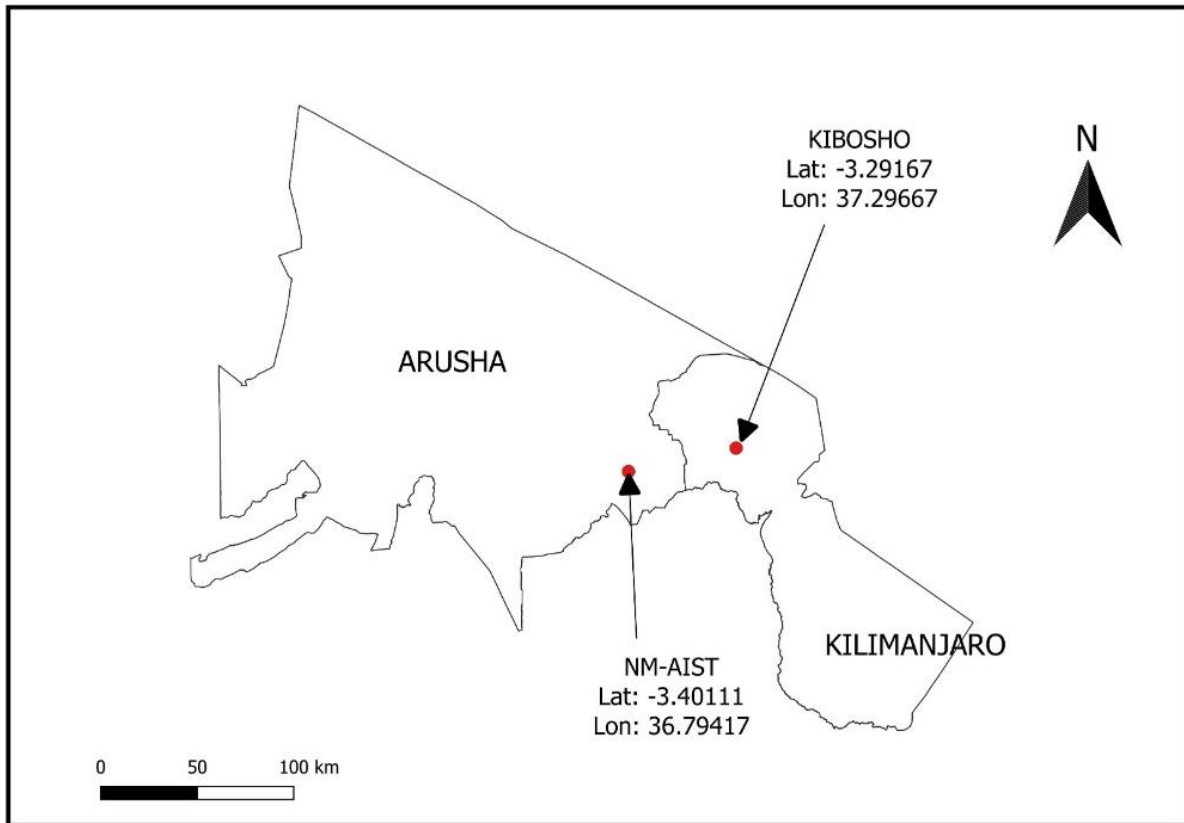 KIBOSHO
Lat: -3.29167
Lon: 37.29667
N
ARUSHA
KILIMANJARO
NM-AIST
Lat: -3.40111
Lon: 36.79417
0 50 100 km